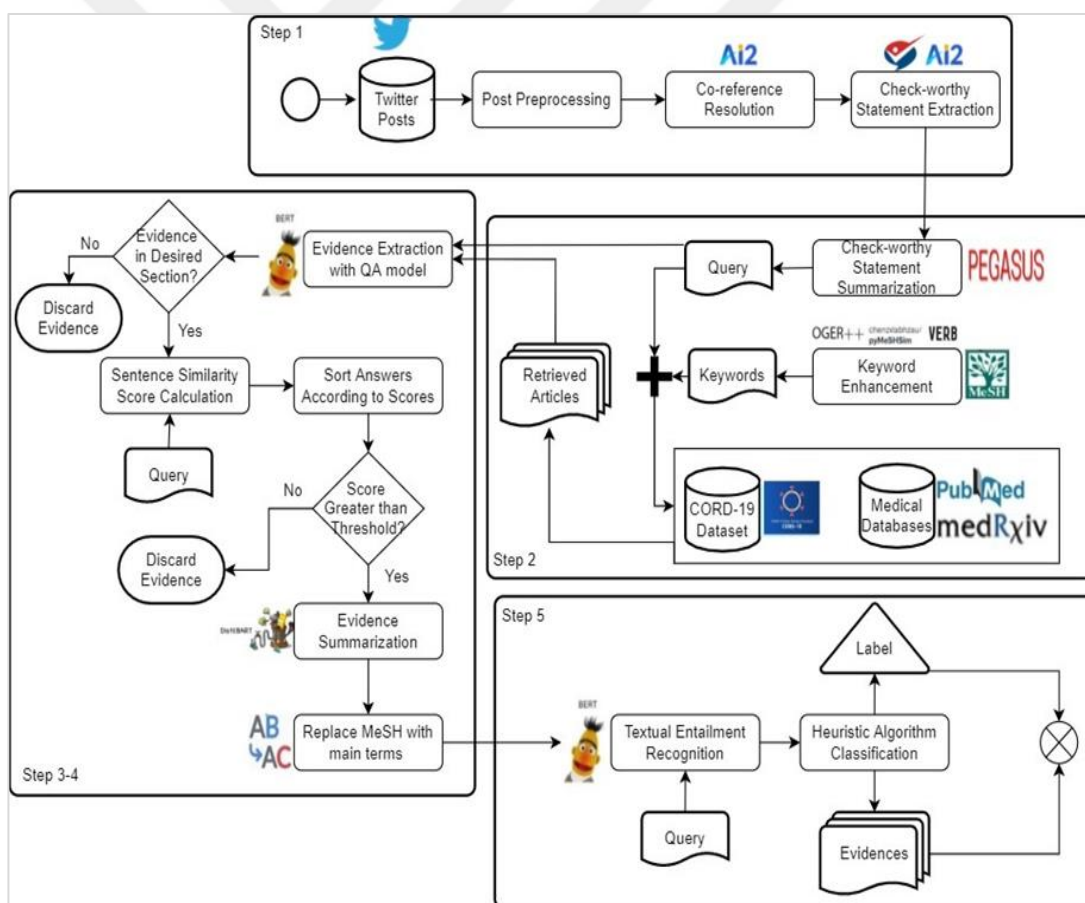 Step 1
Twitter
Posts
Post Preprocessing
Ai2
Co-reference
Resolution
Ai2
Check-worthy
Statement Extraction
Step 2
Check-worthy
Statement
Summarization
PEGASUS
Query
OGER++
pyMeSHSim
VERB
Keyword
Enhancement
MeSH
Keywords
CORD-19
Dataset
Medical
Databases
PubMed
medRxiv
Retrieved
Articles
Step 3-4
BERT
Evidence Extraction
with QA model
Evidence
in Desired
Section?
No
Discard
Evidence
Yes
Sentence Similarity
Score Calculation
Query
Sort Answers
According to Scores
Score
Greater than
Threshold?
No
Discard
Evidence
Yes
Evidence
Summarization
AB
AC
Replace MeSH with
main terms
Step 5
BERT
Textual Entailment
Recognition
Query
Heuristic Algorithm
Classification
Label
Evidences